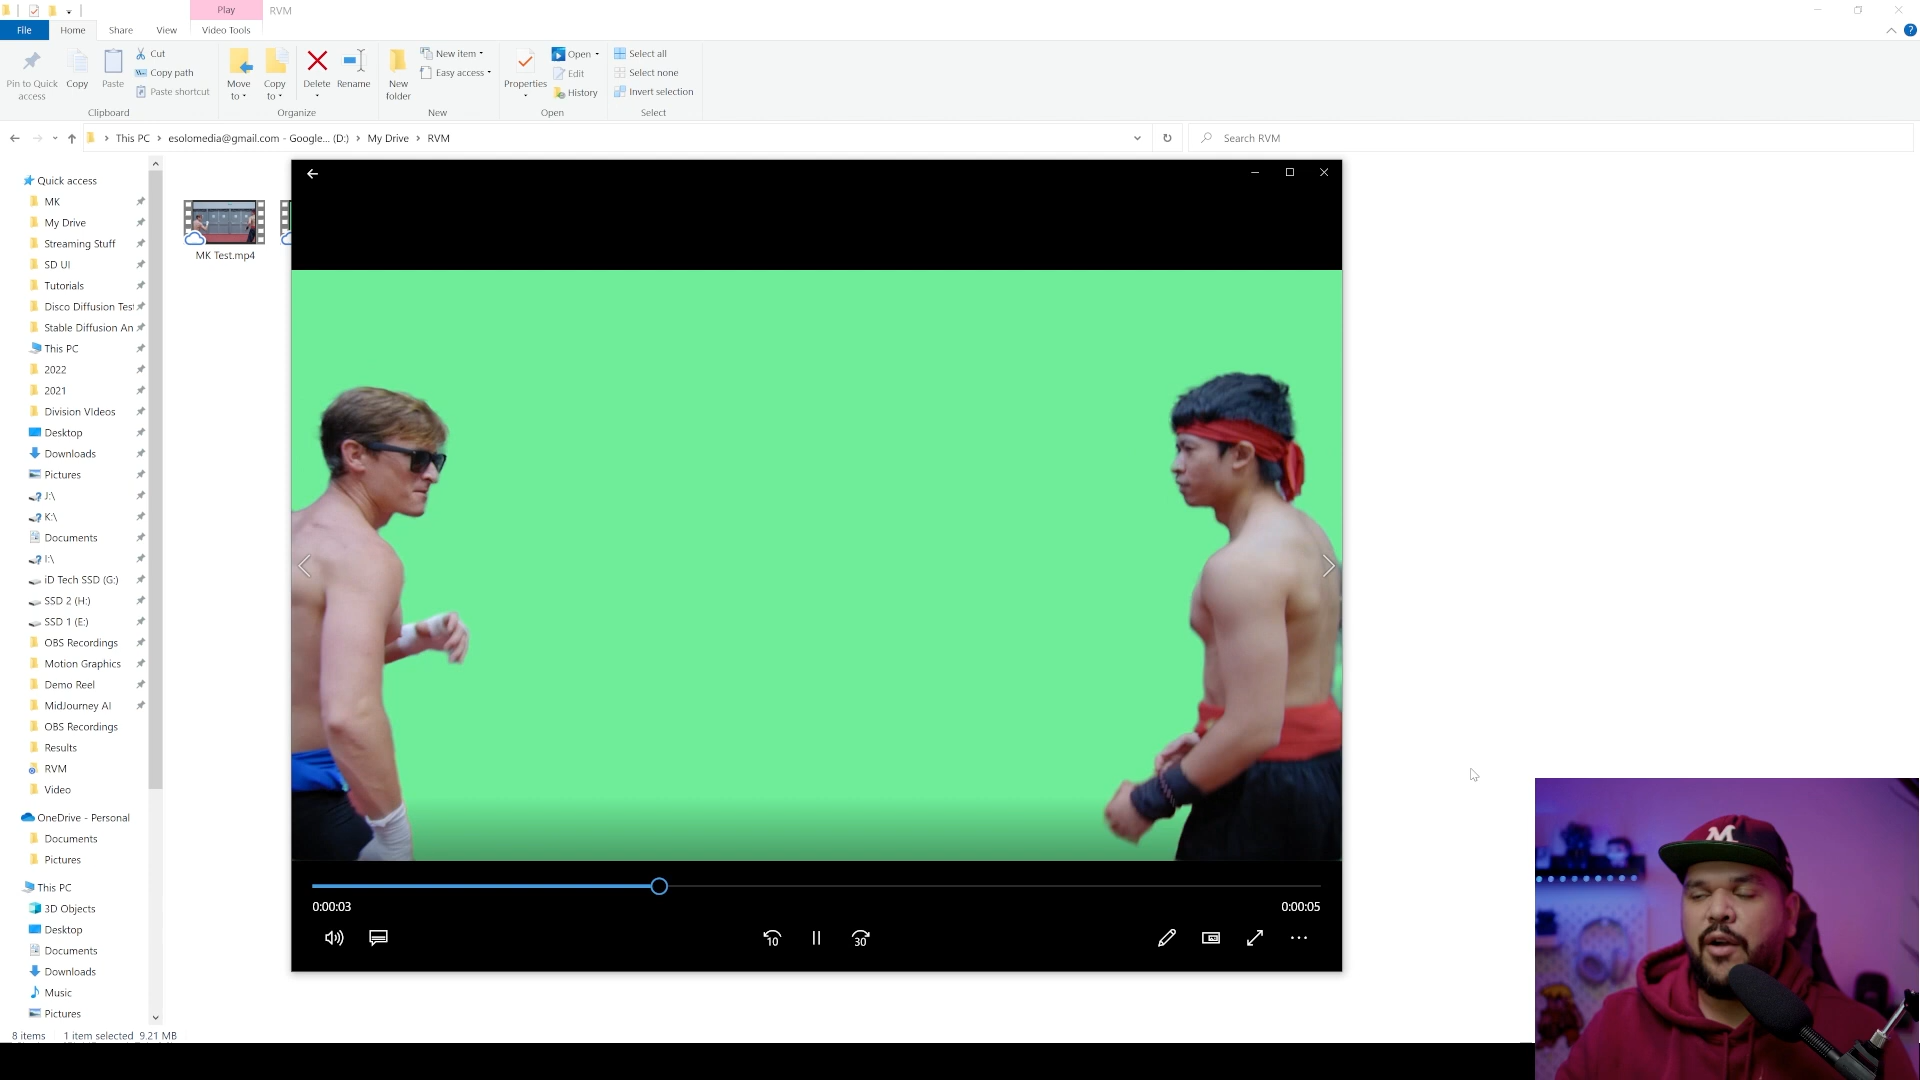 Play
RVM
File
Home
Share
View
Video Tools
Pin to Quick access
Copy
Paste
Cut
Copy path
Paste shortcut
Clipboard
Move to
Copy to
Delete
Rename
Organize
New folder
New item
Easy access
New
Properties
Open
Edit
History
Open
Select all
Select none
Invert selection
Select
This PC > esolomedia@gmail.com - Google... (D:) > My Drive > RVM
Search RVM
Quick access
MK
My Drive
Streaming Stuff
SD UI
Tutorials
Disco Diffusion Tes
Stable Diffusion An
This PC
2022
2021
Division VIdeos
Desktop
Downloads
Pictures
J:\
K:\
Documents
I:\
iD Tech SSD (G:)
SSD 2 (H:)
SSD 1 (E:)
OBS Recordings
Motion Graphics
Demo Reel
MidJourney AI
OBS Recordings
Results
RVM
Video
OneDrive - Personal
Documents
Pictures
This PC
3D Objects
Desktop
Documents
Downloads
Music
Pictures
MK Test.mp4
0:00:03
0:00:05
10
30
M
8 items 1 item selected 9.21 MB